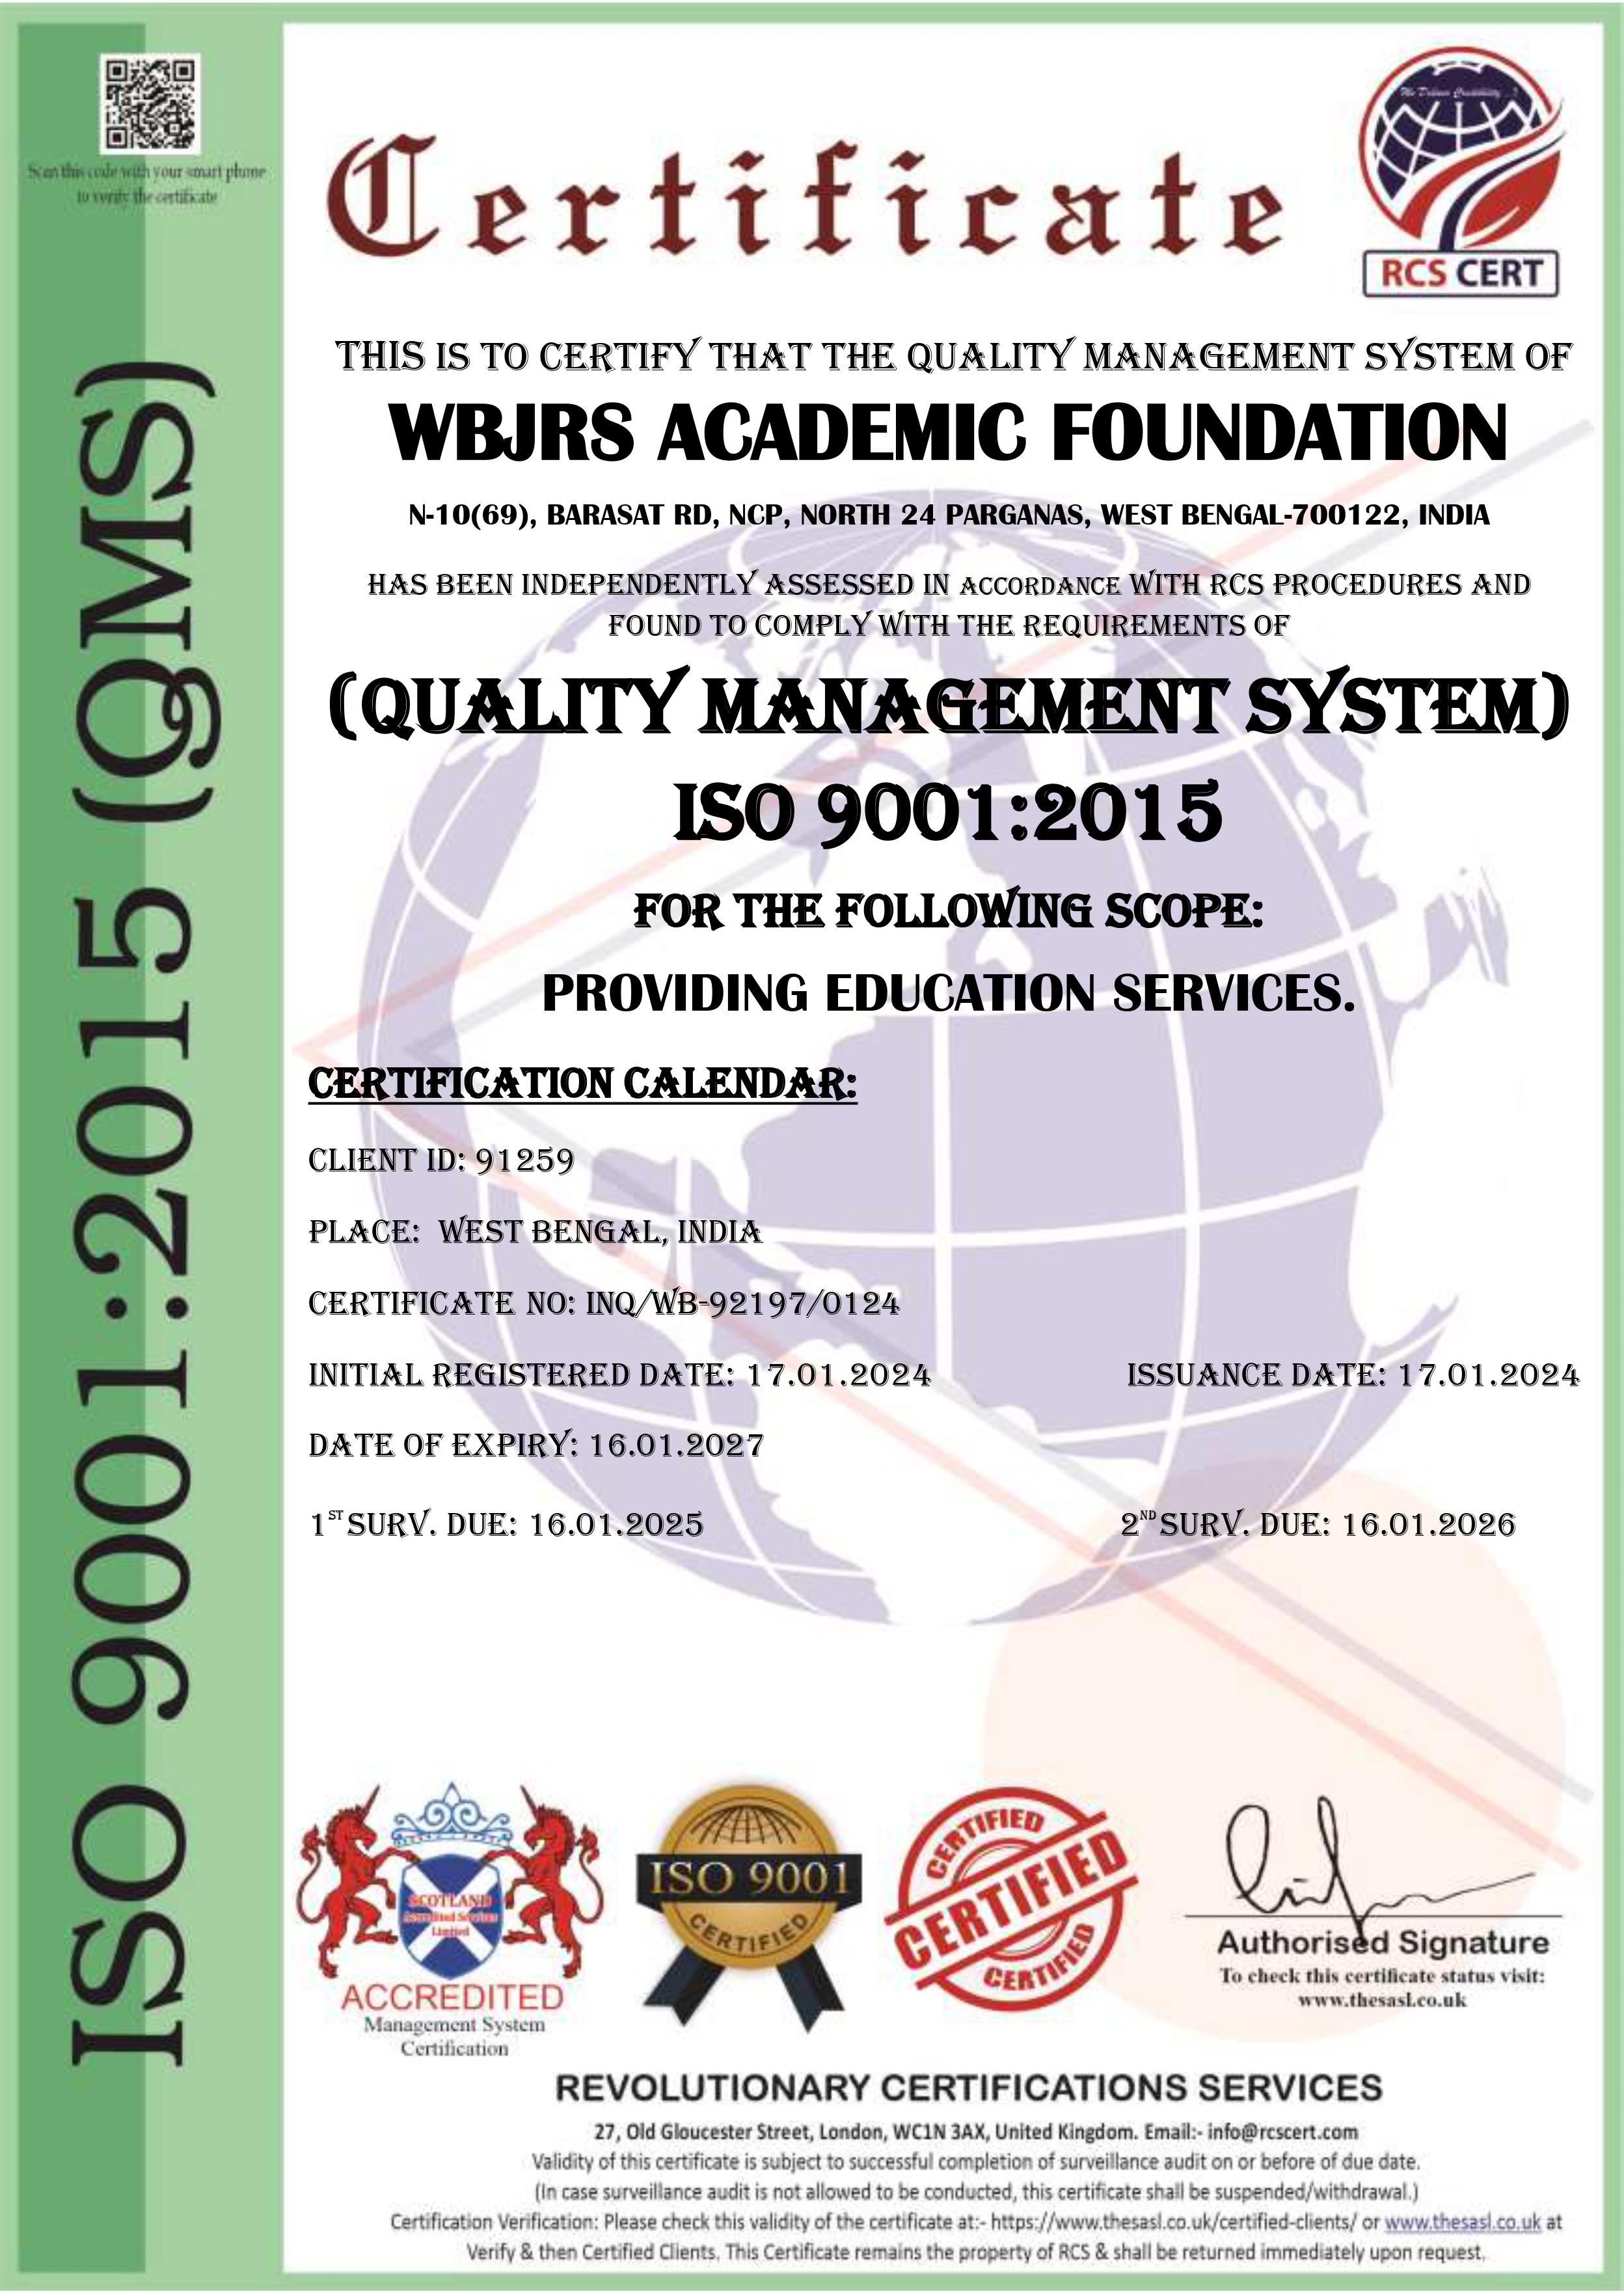 Scan this code with your smart phone
to verify the certificate
ISO 9001:2015 (QMS)
Certificate
We Deliver Credibility...!
RCS CERT
THIS IS TO CERTIFY THAT THE QUALITY MANAGEMENT SYSTEM OF
WBJRS ACADEMIC FOUNDATION
N-10(69), BARASAT RD, NCP, NORTH 24 PARGANAS, WEST BENGAL-700122, INDIA
HAS BEEN INDEPENDENTLY ASSESSED IN ACCORDANCE WITH RCS PROCEDURES AND
FOUND TO COMPLY WITH THE REQUIREMENTS OF
(QUALITY MANAGEMENT SYSTEM)
ISO 9001:2015
FOR THE FOLLOWING SCOPE:
PROVIDING EDUCATION SERVICES.
CERTIFICATION CALENDAR:
CLIENT ID: 91259
PLACE: WEST BENGAL, INDIA
CERTIFICATE NO: INQ/WB-92197/0124
INITIAL REGISTERED DATE: 17.01.2024 ISSUANCE DATE: 17.01.2024
DATE OF EXPIRY: 16.01.2027
1ST SURV. DUE: 16.01.2025 2ND SURV. DUE: 16.01.2026
SCOTLAND
Accredited Services
Limited
ACCREDITED
Management System
Certification
ISO 9001
CERTIFIED
CERTIFIED
CERTIFIED
CERTIFIED
Authorised Signature
To check this certificate status visit:
www.thesasl.co.uk
REVOLUTIONARY CERTIFICATIONS SERVICES
27, Old Gloucester Street, London, WC1N 3AX, United Kingdom. Email:- info@rcscert.com
Validity of this certificate is subject to successful completion of surveillance audit on or before of due date.
(In case surveillance audit is not allowed to be conducted, this certificate shall be suspended/withdrawal.)
Certification Verification: Please check this validity of the certificate at:- https://www.thesasl.co.uk/certified-clients/ or www.thesasl.co.uk at
Verify & then Certified Clients. This Certificate remains the property of RCS & shall be returned immediately upon request.